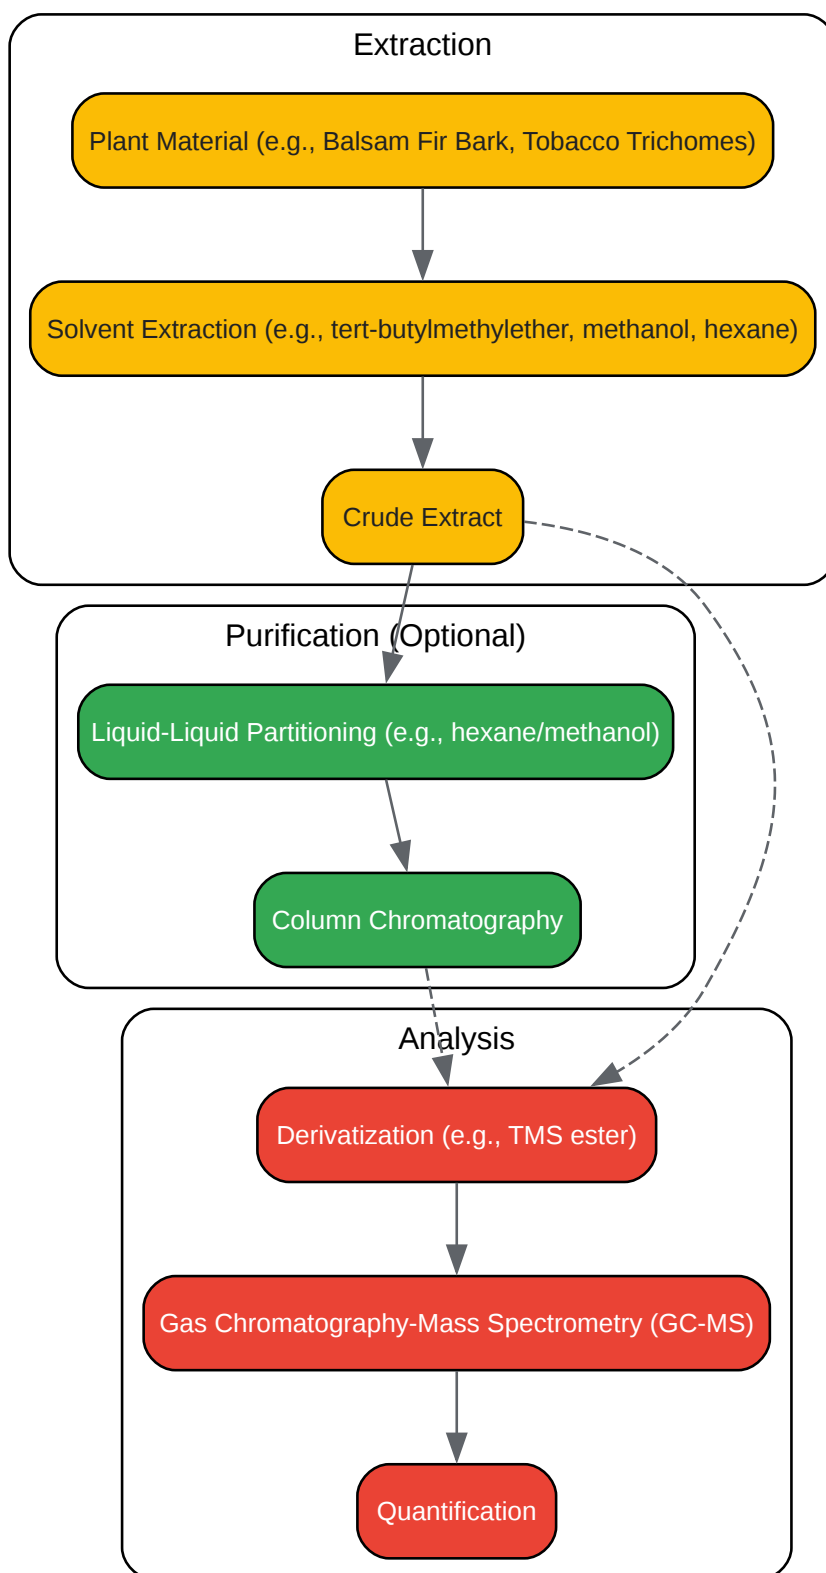 Extraction
Plant Material (e.g., Balsam Fir Bark, Tobacco Trichomes)
Solvent Extraction (e.g., tert-butylmethylether, methanol, hexane)
Crude Extract
Purification (Optional)
Liquid-Liquid Partitioning (e.g., hexane/methanol)
Column Chromatography
Analysis
Derivatization (e.g., TMS ester)
Gas Chromatography-Mass Spectrometry (GC-MS)
Quantification